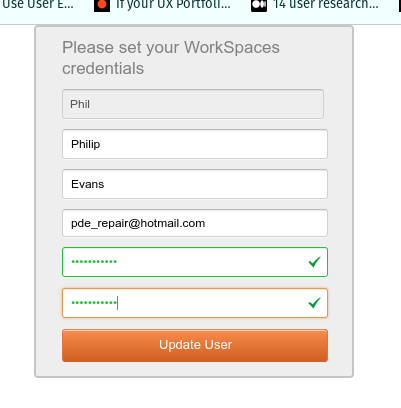 Use User E...
If your UX Portfoli...
14 user research...
Please set your WorkSpaces
credentials
Phil
Philip
Evans
pde_repair@hotmail.com
•••••••••••
•••••••••••
Update User